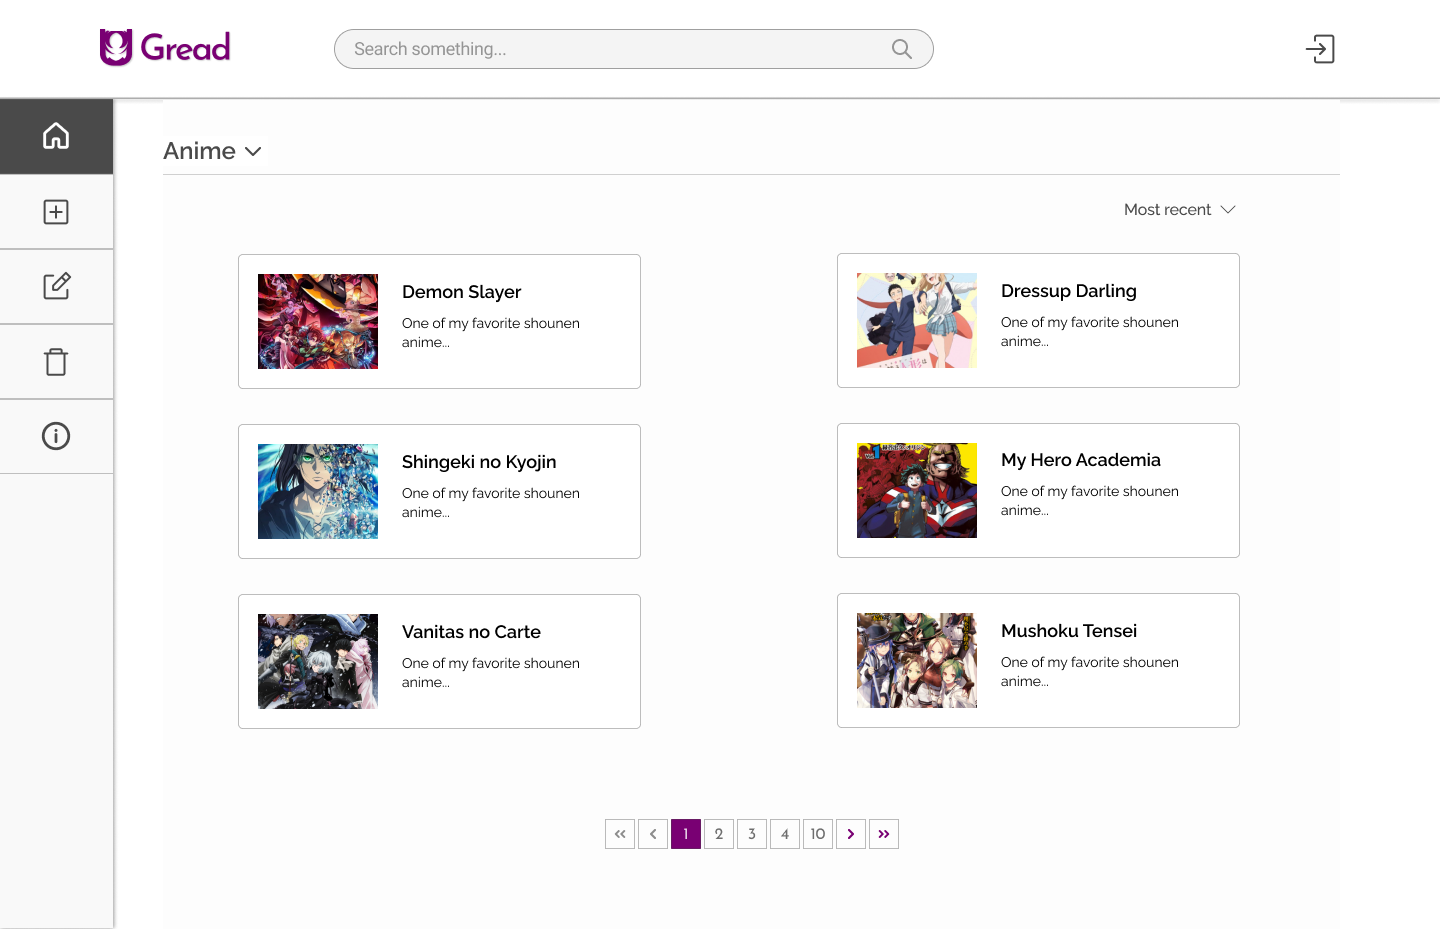 Gread
Search something...
Anime
Most recent
Demon Slayer
One of my favorite shounen
anime...
Dressup Darling
One of my favorite shounen
anime...
Shingeki no Kyojin
One of my favorite shounen
anime...
My Hero Academia
One of my favorite shounen
anime...
Vanitas no Carte
One of my favorite shounen
anime...
Mushoku Tensei
One of my favorite shounen
anime...
« ‹ 1 2 3 4 10 › »